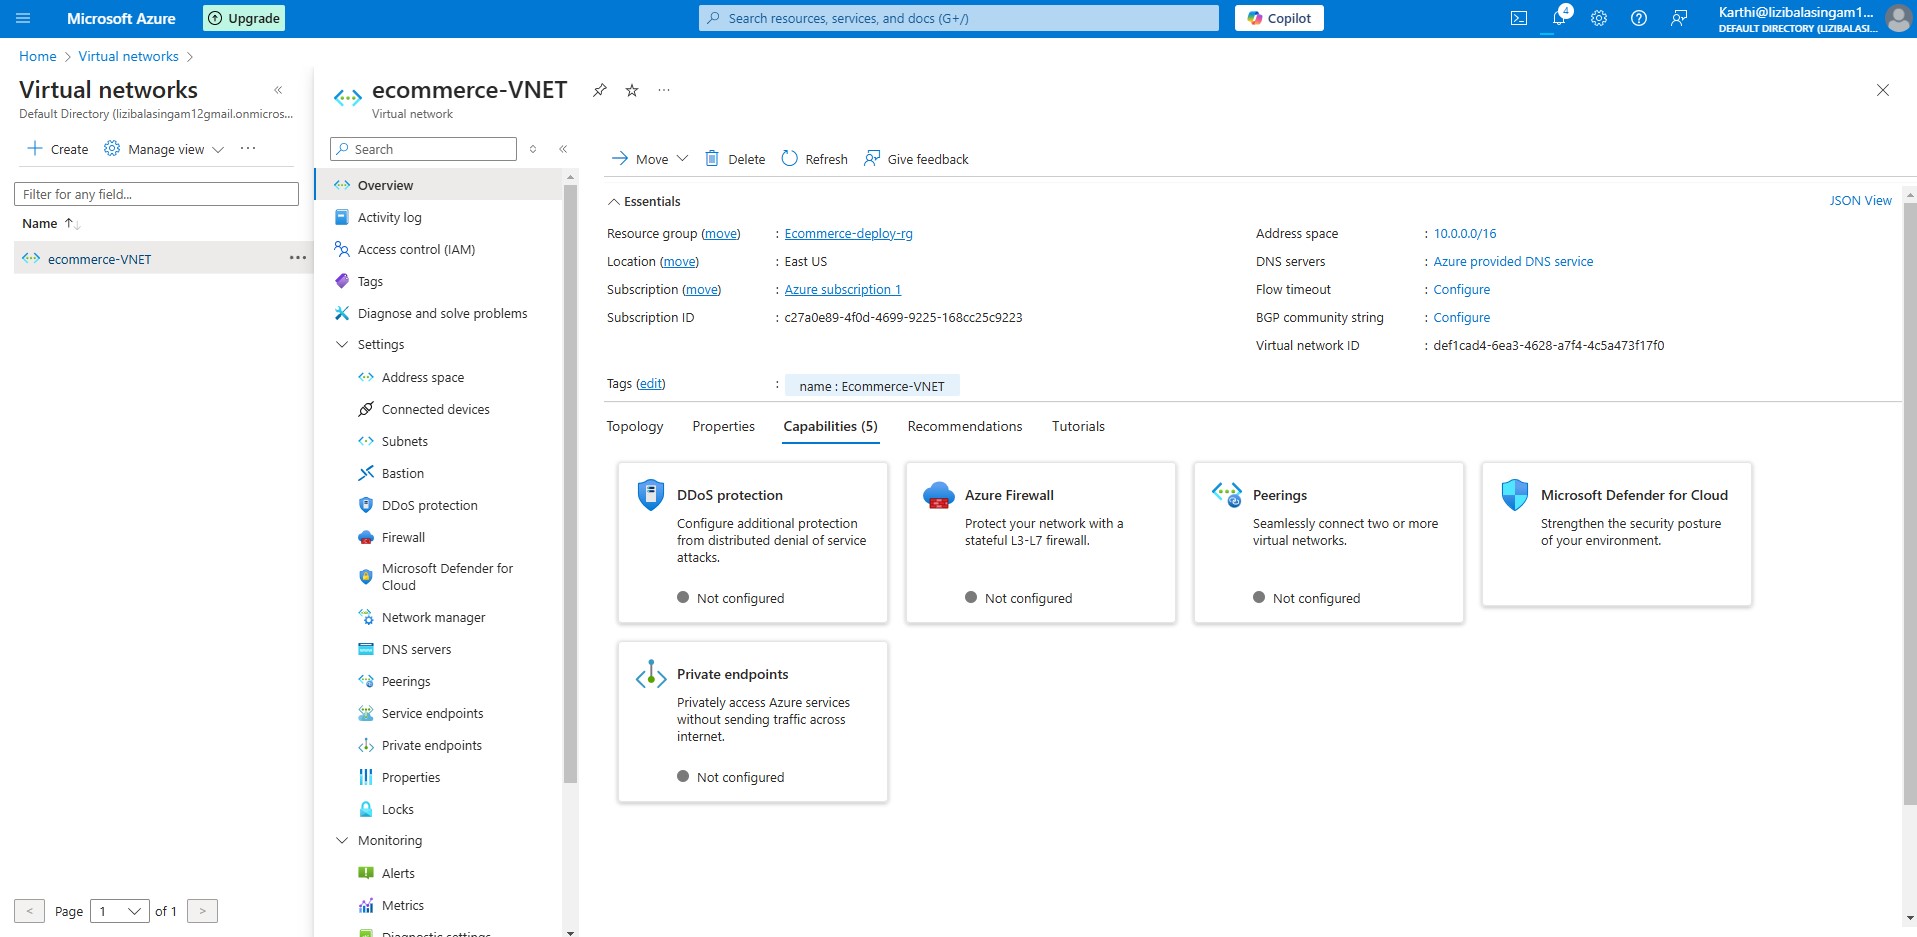 Microsoft Azure
Upgrade
Search resources, services, and docs (G+/)
Copilot
4
Karthi@lizibalasingam1...
DEFAULT DIRECTORY (LIZIBALASI...
Home > Virtual networks >
Virtual networks
Default Directory (lizibalasingam12gmail.onmicros...
Create
Manage view
Filter for any field...
Name
ecommerce-VNET
Page 1 of 1
ecommerce-VNET
Virtual network
Search
Overview
Activity log
Access control (IAM)
Tags
Diagnose and solve problems
Settings
Address space
Connected devices
Subnets
Bastion
DDoS protection
Firewall
Microsoft Defender for
Cloud
Network manager
DNS servers
Peerings
Service endpoints
Private endpoints
Properties
Locks
Monitoring
Alerts
Metrics
Diagnostic settings
Move
Delete
Refresh
Give feedback
Essentials
JSON View
Resource group (move) : Ecommerce-deploy-rg
Location (move) : East US
Subscription (move) : Azure subscription 1
Subscription ID : c27a0e89-4f0d-4699-9225-168cc25c9223
Address space : 10.0.0.0/16
DNS servers : Azure provided DNS service
Flow timeout : Configure
BGP community string : Configure
Virtual network ID : def1cad4-6ea3-4628-a7f4-4c5a473f17f0
Tags (edit) : name : Ecommerce-VNET
Topology
Properties
Capabilities (5)
Recommendations
Tutorials
DDoS protection
Configure additional protection
from distributed denial of service
attacks.
Not configured
Azure Firewall
Protect your network with a
stateful L3-L7 firewall.
Not configured
Peerings
Seamlessly connect two or more
virtual networks.
Not configured
Microsoft Defender for Cloud
Strengthen the security posture
of your environment.
Private endpoints
Privately access Azure services
without sending traffic across
internet.
Not configured